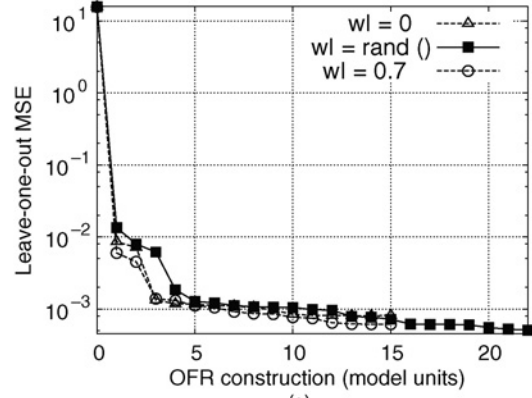 10^1
10^0
10^-1
10^-2
10^-3
Leave-one-out MSE
wl = 0
wl = rand ()
wl = 0.7
0 5 10 15 20
OFR construction (model units)